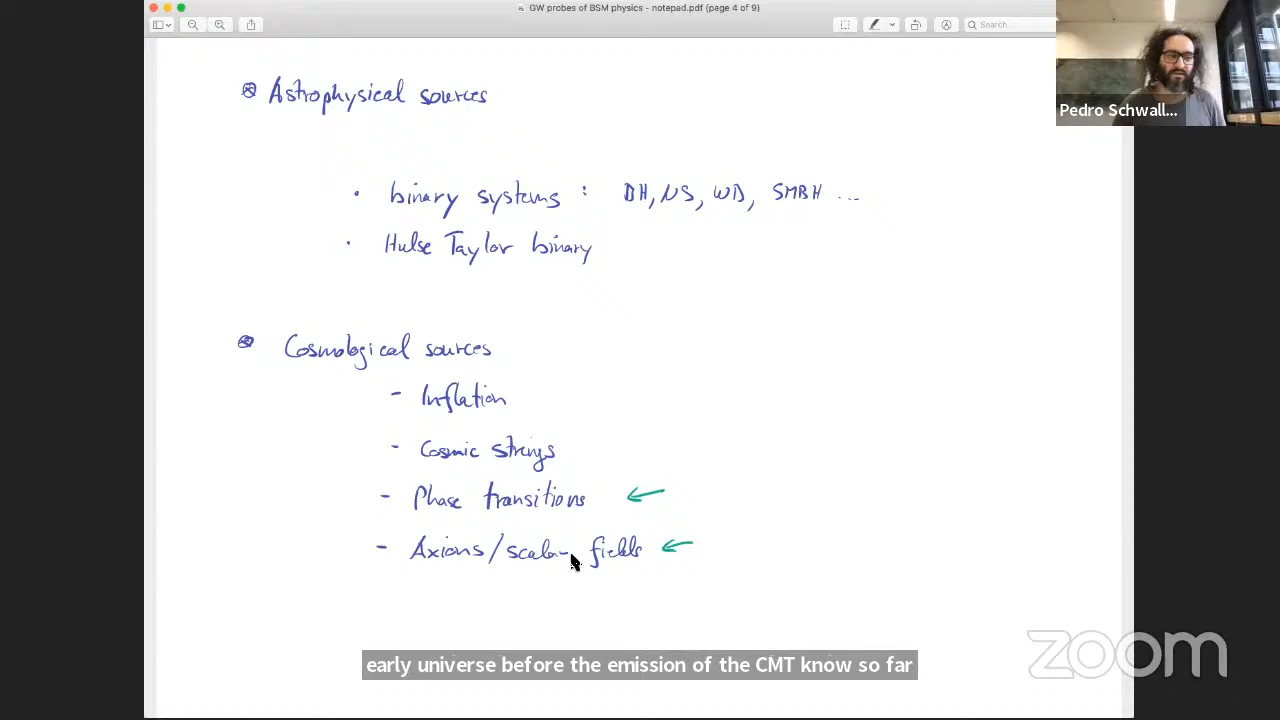 GW probes of BSM physics - notepad.pdf (page 4 of 9)
Search
Pedro Schwall...
⊛ Astrophysical sources
• binary systems : BH, NS, WD, SMBH ...
• Hulse Taylor binary
⊛ Cosmological sources
- Inflation
- Cosmic strings
- Phase transitions ←
- Axions/scalar fields ←
early universe before the emission of the CMT know so far
zoom